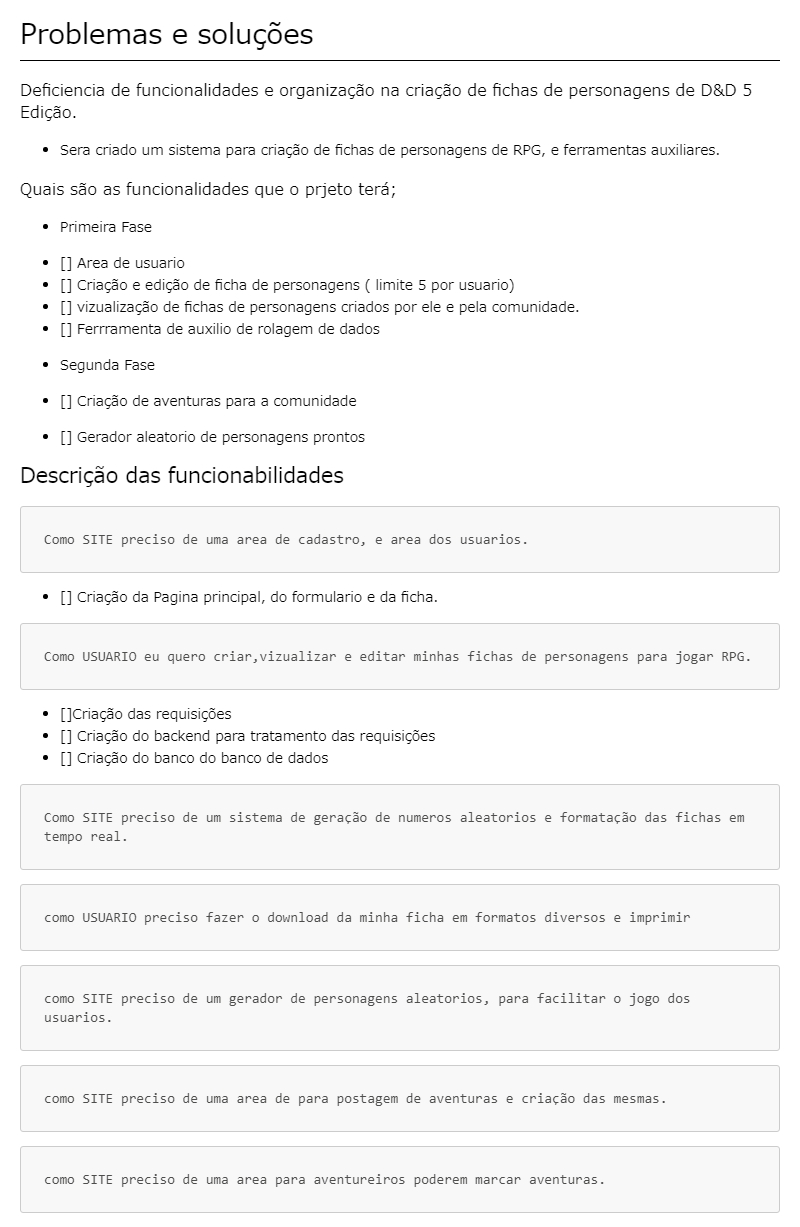 Problemas e soluções
Deficiencia de funcionalidades e organização na criação de fichas de personagens de D&D 5
Edição.
• Sera criado um sistema para criação de fichas de personagens de RPG, e ferramentas auxiliares.
Quais são as funcionalidades que o prjeto terá;
• Primeira Fase
• [] Area de usuario
• [] Criação e edição de ficha de personagens ( limite 5 por usuario)
• [] vizualização de fichas de personagens criados por ele e pela comunidade.
• [] Ferrramenta de auxilio de rolagem de dados
• Segunda Fase
• [] Criação de aventuras para a comunidade
• [] Gerador aleatorio de personagens prontos
Descrição das funcionabilidades
Como SITE preciso de uma area de cadastro, e area dos usuarios.
• [] Criação da Pagina principal, do formulario e da ficha.
Como USUARIO eu quero criar,vizualizar e editar minhas fichas de personagens para jogar RPG.
• []Criação das requisições
• [] Criação do backend para tratamento das requisições
• [] Criação do banco do banco de dados
Como SITE preciso de um sistema de geração de numeros aleatorios e formatação das fichas em
tempo real.
como USUARIO preciso fazer o download da minha ficha em formatos diversos e imprimir
como SITE preciso de um gerador de personagens aleatorios, para facilitar o jogo dos
usuarios.
como SITE preciso de uma area de para postagem de aventuras e criação das mesmas.
como SITE preciso de uma area para aventureiros poderem marcar aventuras.